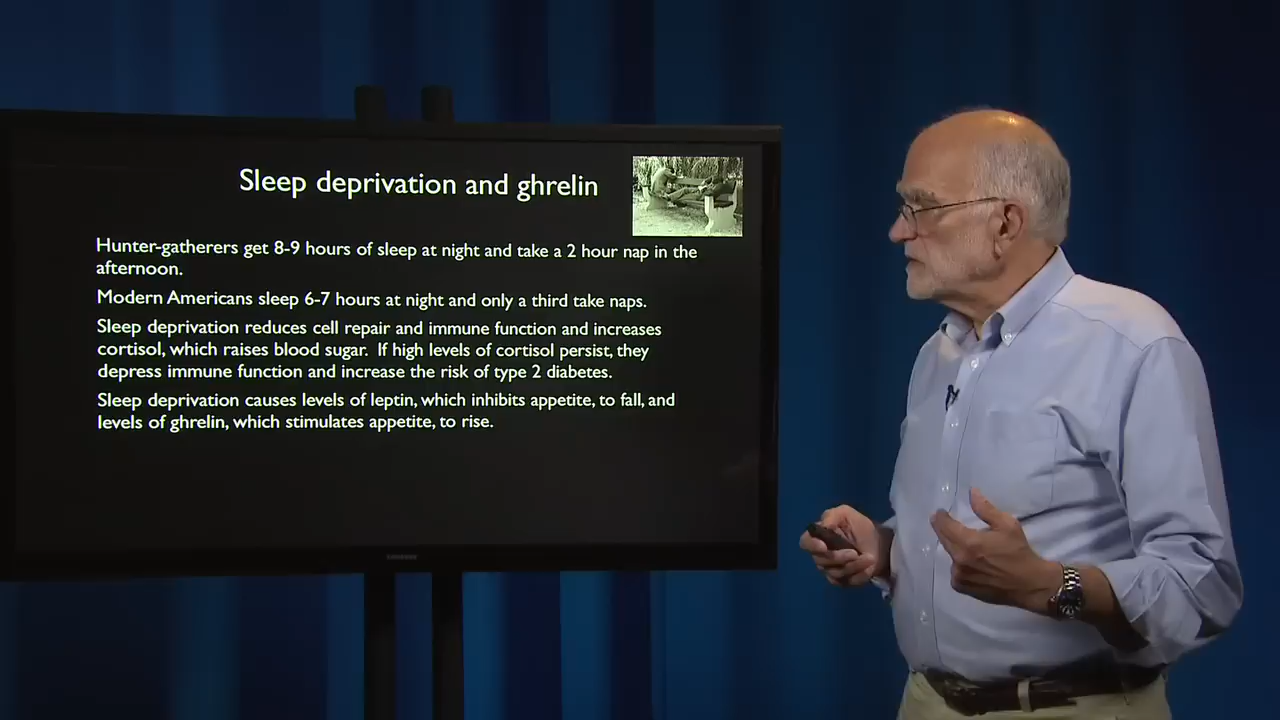 Sleep deprivation and ghrelin
Hunter-gatherers get 8-9 hours of sleep at night and take a 2 hour nap in the
afternoon.
Modern Americans sleep 6-7 hours at night and only a third take naps.
Sleep deprivation reduces cell repair and immune function and increases
cortisol, which raises blood sugar. If high levels of cortisol persist, they
depress immune function and increase the risk of type 2 diabetes.
Sleep deprivation causes levels of leptin, which inhibits appetite, to fall, and
levels of ghrelin, which stimulates appetite, to rise.
SAMSUNG